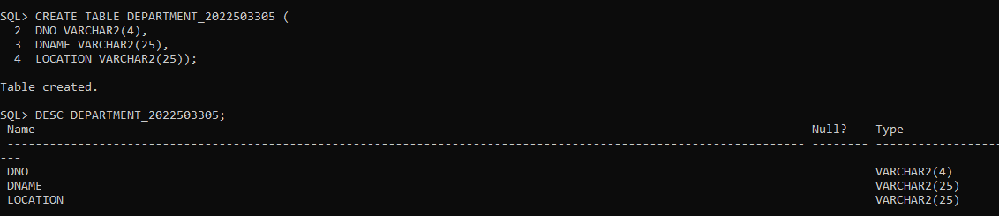 SQL> CREATE TABLE DEPARTMENT_2022503305 (
  2  DNO VARCHAR2(4),
  3  DNAME VARCHAR2(25),
  4  LOCATION VARCHAR2(25));
Table created.
SQL> DESC DEPARTMENT_2022503305;
 Name Null? Type
 ----------------------------------------------------------------------------------------------------------------- -------- ------------------
---
 DNO VARCHAR2(4)
 DNAME VARCHAR2(25)
 LOCATION VARCHAR2(25)